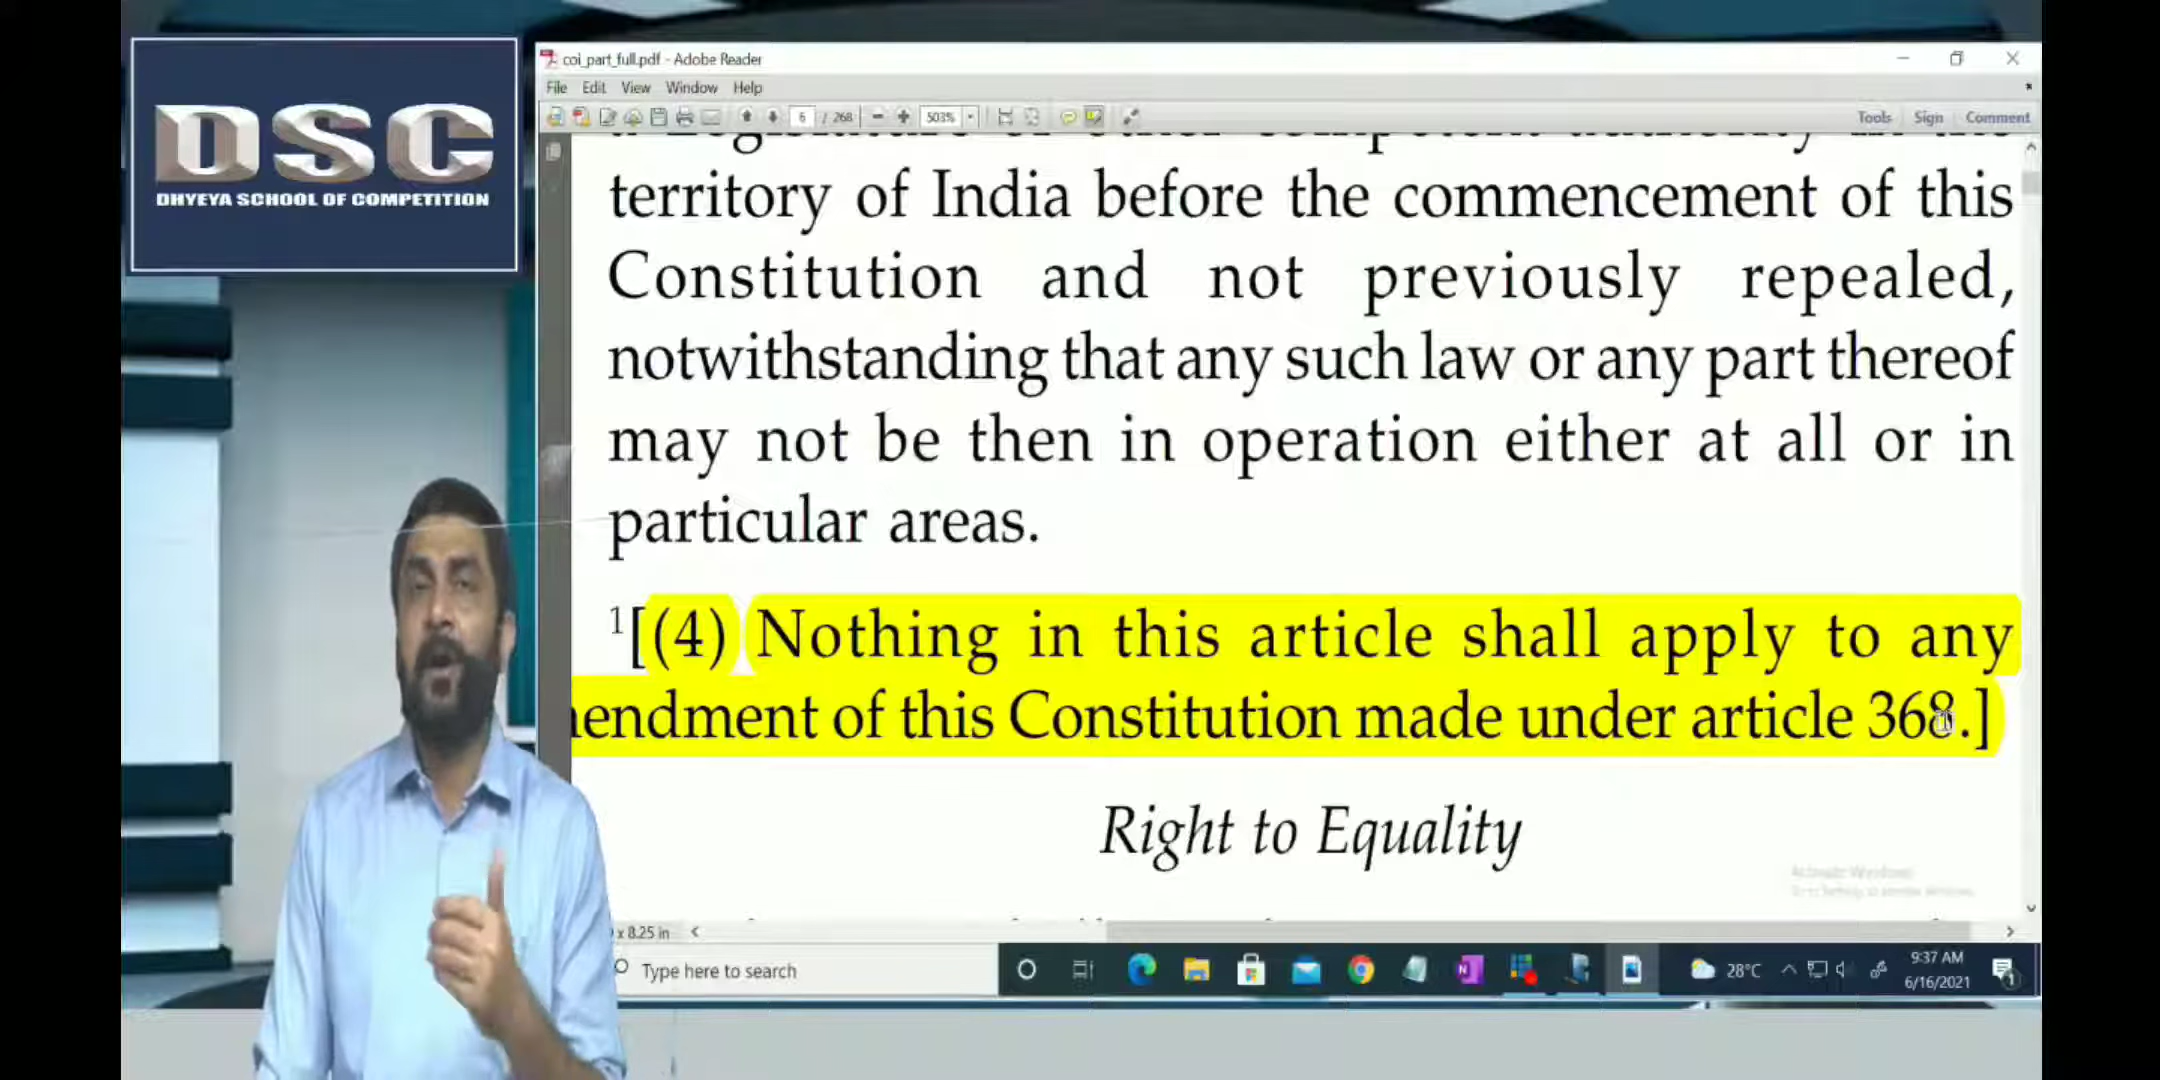 DSC
DHYEYA SCHOOL OF COMPETITION
coi_part_full.pdf - Adobe Reader
File Edit View Window Help
6 / 268 503% Tools Sign Comment
territory of India before the commencement of this
Constitution and not previously repealed,
notwithstanding that any such law or any part thereof
may not be then in operation either at all or in
particular areas.
1[(4) Nothing in this article shall apply to any
endment of this Constitution made under article 368.]
Right to Equality
Activate Windows
x 8.25 in
Type here to search
28°C
9:37 AM
6/16/2021
1